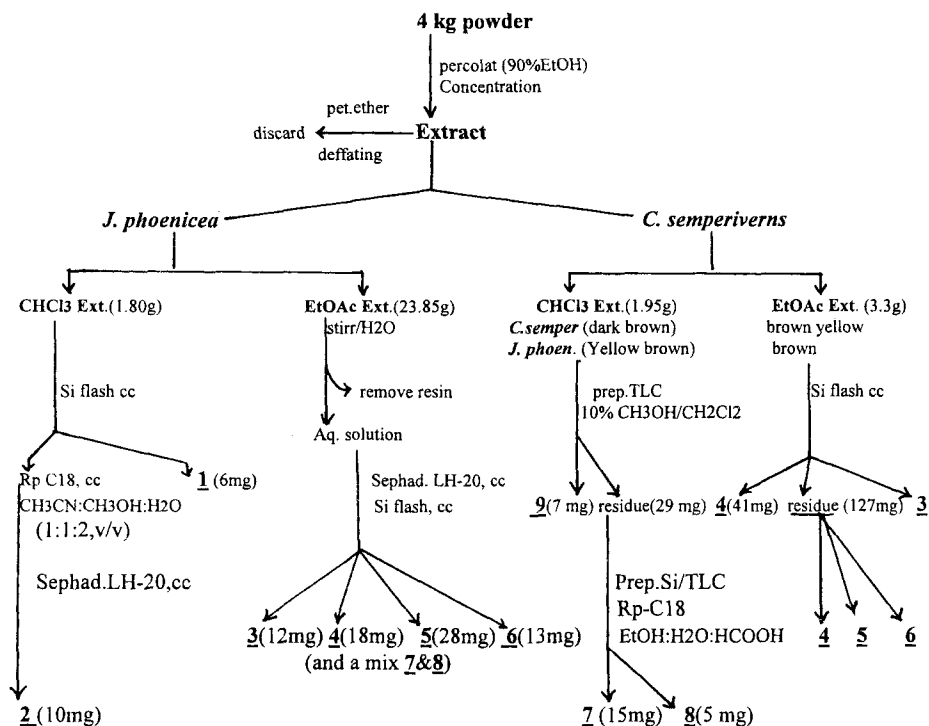 4 kg powder
percolat (90%EtOH)
Concentration
pet.ether
discard
Extract
deffating
J. phoenicea
C. semperiverns
CHCl3 Ext.(1.80g)
EtOAc Ext.(23.85g)
stirr/H2O
CHCl3 Ext.(1.95g)
C.semper (dark brown)
J. phoen. (Yellow brown)
EtOAc Ext. (3.3g)
brown yellow
brown
Si flash cc
remove resin
prep.TLC
10% CH3OH/CH2Cl2
Si flash cc
Aq. solution
Rp C18, cc
CH3CN:CH3OH:H2O
(1:1:2,v/v)
1 (6mg)
Sephad. LH-20, cc
Si flash, cc
9(7 mg) residue(29 mg)
4(41mg) residue (127mg) 3
Sephad.LH-20,cc
Prep.Si/TLC
Rp-C18
EtOH:H2O:HCOOH
3(12mg) 4(18mg) 5(28mg) 6(13mg)
(and a mix 7&8)
4 5 6
2 (10mg)
7 (15mg) 8(5 mg)